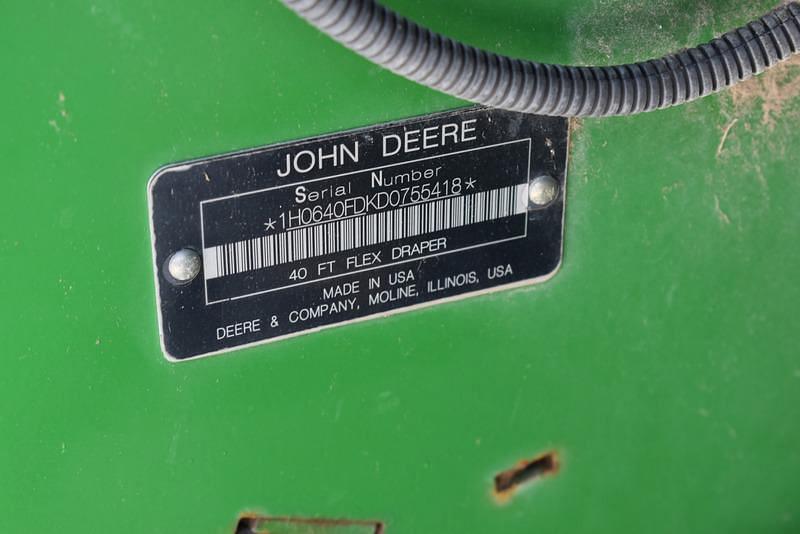 JOHN DEERE
Serial Number
*1H0640FDKD0755418*
40 FT FLEX DRAPER
MADE IN USA
DEERE & COMPANY, MOLINE, ILLINOIS, USA